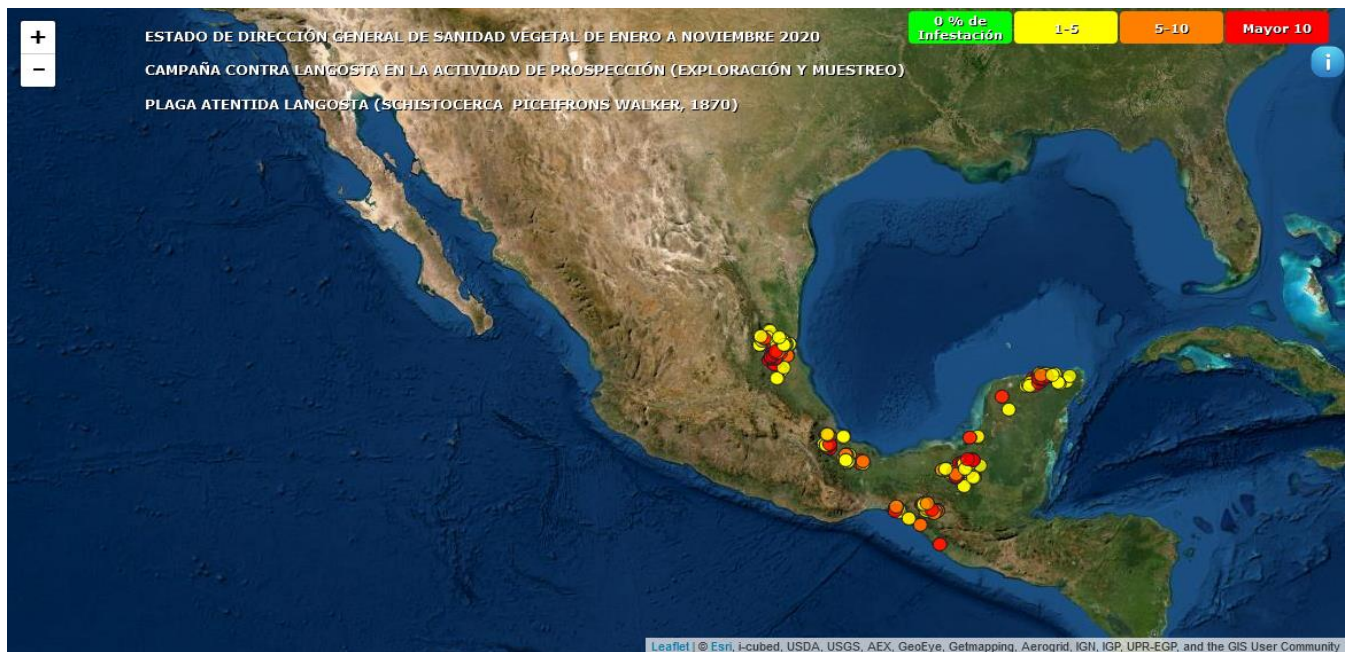 +
−
ESTADO DE DIRECCIÓN GENERAL DE SANIDAD VEGETAL DE ENERO A NOVIEMBRE 2020
CAMPAÑA CONTRA LANGOSTA EN LA ACTIVIDAD DE PROSPECCIÓN (EXPLORACIÓN Y MUESTREO)
PLAGA ATENTIDA LANGOSTA (SCHISTOCERCA PICEIFRONS WALKER, 1870)
0 % de
Infestación
1-5
5-10
Mayor 10
i
Leaflet | © Esri, i-cubed, USDA, USGS, AEX, GeoEye, Getmapping, Aerogrid, IGN, IGP, UPR-EGP, and the GIS User Community